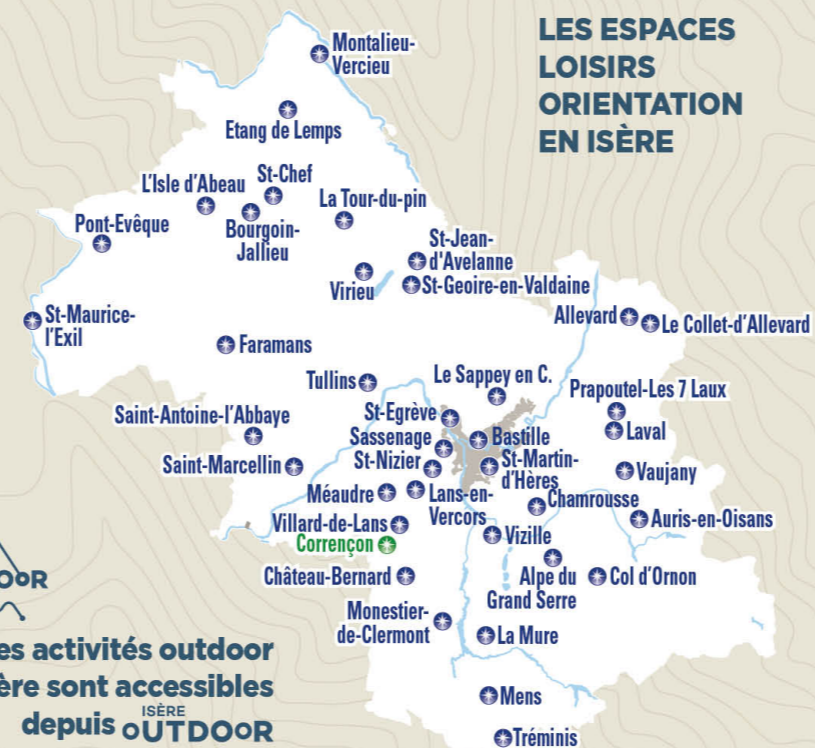 LES ESPACES
LOISIRS
ORIENTATION
EN ISÈRE
Montalieu-
Vercieu
Etang de Lemps
St-Chef
L'Isle d'Abeau
La Tour-du-pin
Bourgoin-
Jallieu
Pont-Evêque
St-Jean-
d'Avelanne
Virieu
St-Geoire-en-Valdaine
St-Maurice-
l'Exil
Allevard
Le Collet-d'Allevard
Faramans
Tullins
Le Sappey en C.
Prapoutel-Les 7 Laux
Saint-Antoine-l'Abbaye
St-Egrève
Bastille
Laval
Sassenage
Saint-Marcellin
St-Nizier
St-Martin-
d'Hères
Vaujany
Méaudre
Lans-en-
Vercors
Chamrousse
Auris-en-Oisans
Villard-de-Lans
Vizille
Corrençon
Château-Bernard
Alpe du
Grand Serre
Col d'Ornon
Monestier-
de-Clermont
La Mure
Mens
Tréminis
es activités outdoor
ère sont accessibles
depuis ISÈRE OUTDOOR